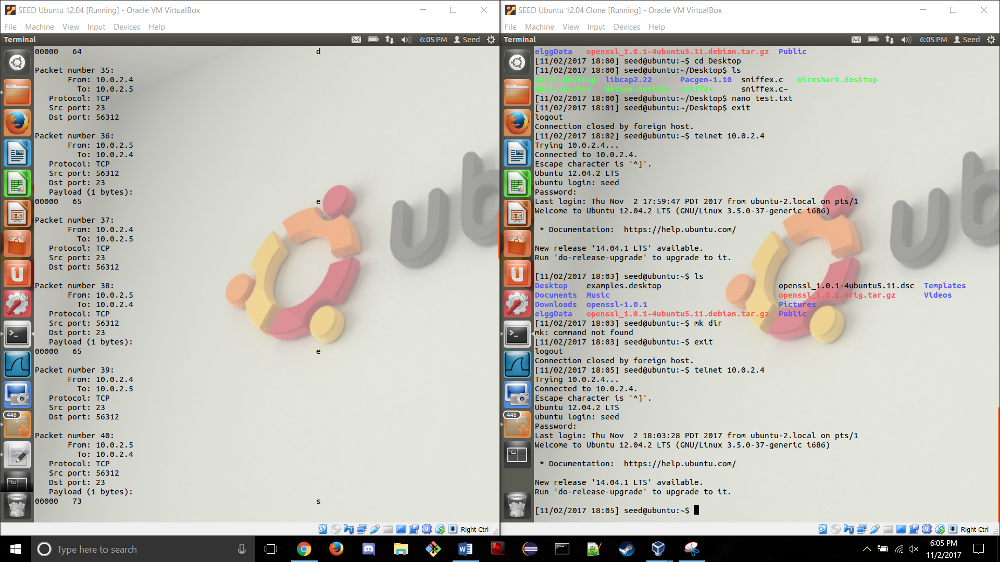 SEED Ubuntu 12.04 [Running] - Oracle VM VirtualBox
File Machine View Input Devices Help
Terminal 6:05 PM Seed
00000   64                                                  d
Packet number 35:
       From: 10.0.2.4
         To: 10.0.2.5
   Protocol: TCP
   Src port: 23
   Dst port: 56312
Packet number 36:
       From: 10.0.2.5
         To: 10.0.2.4
   Protocol: TCP
   Src port: 56312
   Dst port: 23
   Payload (1 bytes):
00000   65                                                  e
Packet number 37:
       From: 10.0.2.4
         To: 10.0.2.5
   Protocol: TCP
   Src port: 23
   Dst port: 56312
Packet number 38:
       From: 10.0.2.5
         To: 10.0.2.4
   Protocol: TCP
   Src port: 56312
   Dst port: 23
   Payload (1 bytes):
00000   65                                                  e
Packet number 39:
       From: 10.0.2.4
         To: 10.0.2.5
   Protocol: TCP
   Src port: 23
   Dst port: 56312
Packet number 40:
       From: 10.0.2.5
         To: 10.0.2.4
   Protocol: TCP
   Src port: 56312
   Dst port: 23
   Payload (1 bytes):
00000   73                                                  s
448
ub
Right Ctrl
SEED Ubuntu 12.04 Clone [Running] - Oracle VM VirtualBox
File Machine View Input Devices Help
Terminal 6:05 PM Seed
elggData   openssl_1.0.1-4ubuntu5.11.debian.tar.gz  Public
[11/02/2017 18:00] seed@ubuntu:~$ cd Desktop
[11/02/2017 18:00] seed@ubuntu:~/Desktop$ ls
Gedit.desktop  libcap2.22      Pacgen-1.10  sniffex.c   Wireshark.desktop
Ghex.desktop   Netwag.desktop  sniffex      sniffex.c~
[11/02/2017 18:00] seed@ubuntu:~/Desktop$ nano test.txt
[11/02/2017 18:01] seed@ubuntu:~/Desktop$ exit
logout
Connection closed by foreign host.
[11/02/2017 18:02] seed@ubuntu:~$ telnet 10.0.2.4
Trying 10.0.2.4...
Connected to 10.0.2.4.
Escape character is '^]'.
Ubuntu 12.04.2 LTS
ubuntu login: seed
Password:
Last login: Thu Nov  2 17:59:47 PDT 2017 from ubuntu-2.local on pts/1
Welcome to Ubuntu 12.04.2 LTS (GNU/Linux 3.5.0-37-generic i686)
 * Documentation:  https://help.ubuntu.com/
New release '14.04.1 LTS' available.
Run 'do-release-upgrade' to upgrade to it.
[11/02/2017 18:03] seed@ubuntu:~$ ls
Desktop    examples.desktop                         openssl_1.0.1-4ubuntu5.11.dsc  Templates
Documents  Music                                    openssl_1.0.1.orig.tar.gz      Videos
Downloads  openssl-1.0.1                            Pictures
elggData   openssl_1.0.1-4ubuntu5.11.debian.tar.gz  Public
[11/02/2017 18:03] seed@ubuntu:~$ mk dir
mk: command not found
[11/02/2017 18:03] seed@ubuntu:~$ exit
logout
Connection closed by foreign host.
[11/02/2017 18:05] seed@ubuntu:~$ telnet 10.0.2.4
Trying 10.0.2.4...
Connected to 10.0.2.4.
Escape character is '^]'.
Ubuntu 12.04.2 LTS
ubuntu login: seed
Password:
Last login: Thu Nov  2 18:03:28 PDT 2017 from ubuntu-2.local on pts/1
Welcome to Ubuntu 12.04.2 LTS (GNU/Linux 3.5.0-37-generic i686)
 * Documentation:  https://help.ubuntu.com/
New release '14.04.1 LTS' available.
Run 'do-release-upgrade' to upgrade to it.
[11/02/2017 18:05] seed@ubuntu:~$
448
ub
Right Ctrl
Type here to search
6:05 PM
11/2/2017